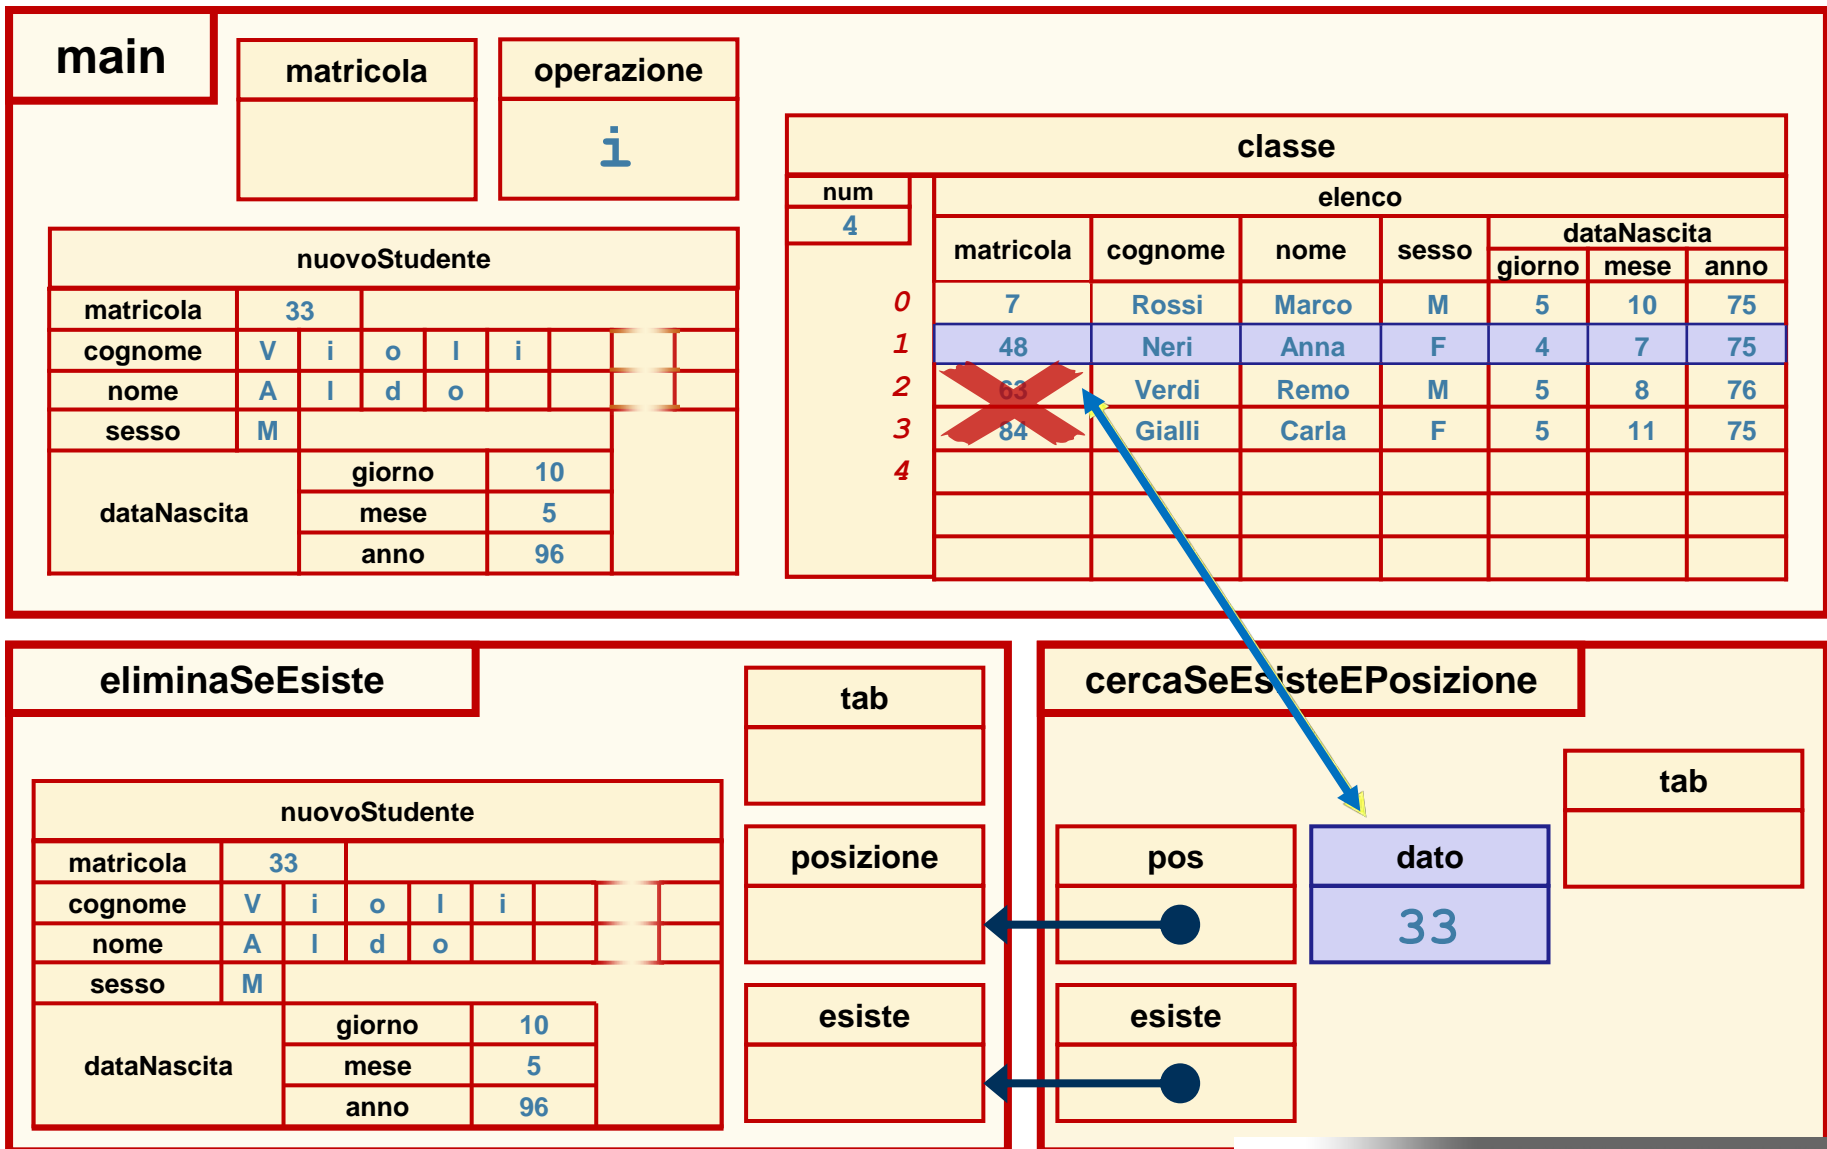 main
matricola
operazione
i
nuovoStudente
matricola 33
cognome V i o l i
nome A l d o
sesso M
dataNascita
giorno 10
mese 5
anno 96
classe
num
4
elenco
matricola cognome nome sesso dataNascita
giorno mese anno
0 7 Rossi Marco M 5 10 75
1 48 Neri Anna F 4 7 75
2 63 Verdi Remo M 5 8 76
3 84 Gialli Carla F 5 11 75
4
eliminaSeEsiste
tab
nuovoStudente
matricola 33
cognome V i o l i
nome A l d o
sesso M
dataNascita
giorno 10
mese 5
anno 96
posizione
esiste
cercaSeEsisteEPosizione
tab
pos
dato
33
esiste